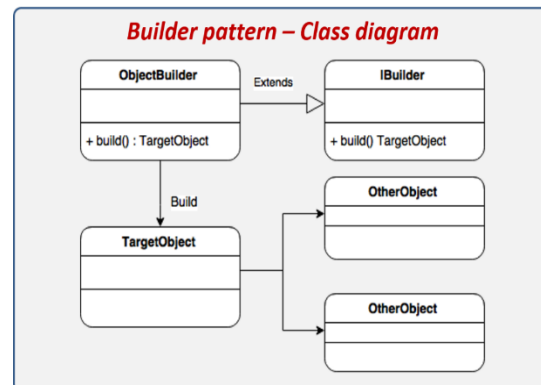 Builder pattern – Class diagram
ObjectBuilder
Extends
IBuilder
+ build() : TargetObject
+ build() TargetObject
Build
OtherObject
TargetObject
OtherObject